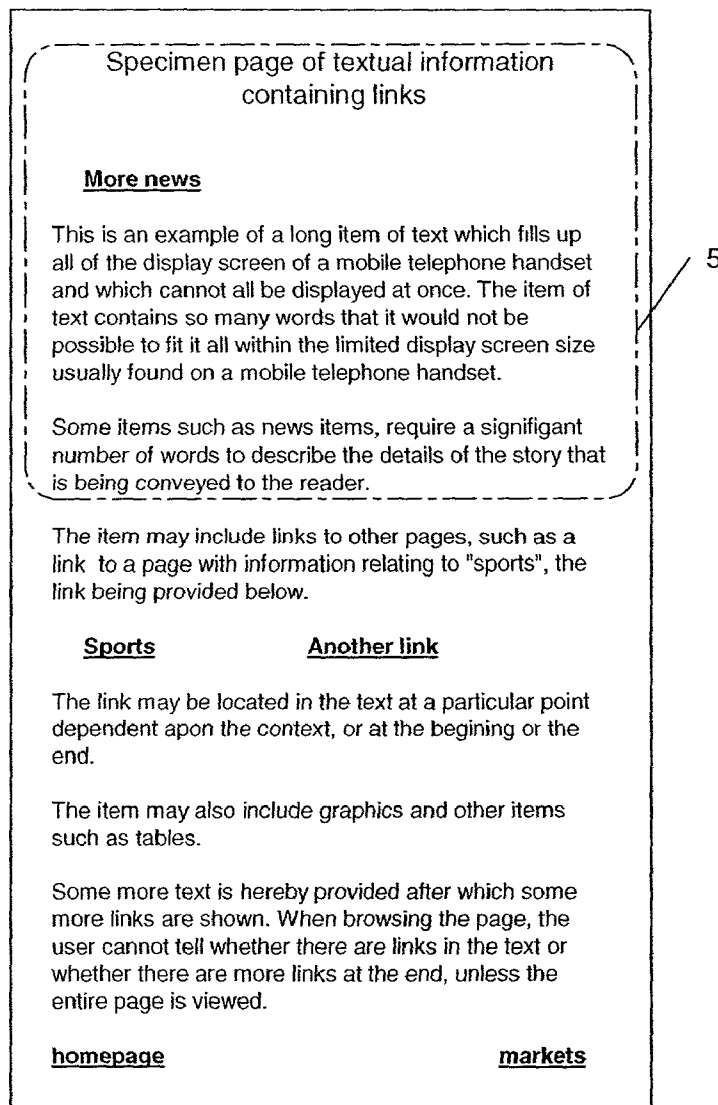 Specimen page of textual information
containing links
More news
This is an example of a long item of text which fills up
all of the display screen of a mobile telephone handset
and which cannot all be displayed at once. The item of
text contains so many words that it would not be
possible to fit it all within the limited display screen size
usually found on a mobile telephone handset.
5
Some items such as news items, require a signifigant
number of words to describe the details of the story that
is being conveyed to the reader.
The item may include links to other pages, such as a
link to a page with information relating to "sports", the
link being provided below.
Sports Another link
The link may be located in the text at a particular point
dependent apon the context, or at the begining or the
end.
The item may also include graphics and other items
such as tables.
Some more text is hereby provided after which some
more links are shown. When browsing the page, the
user cannot tell whether there are links in the text or
whether there are more links at the end, unless the
entire page is viewed.
homepage markets